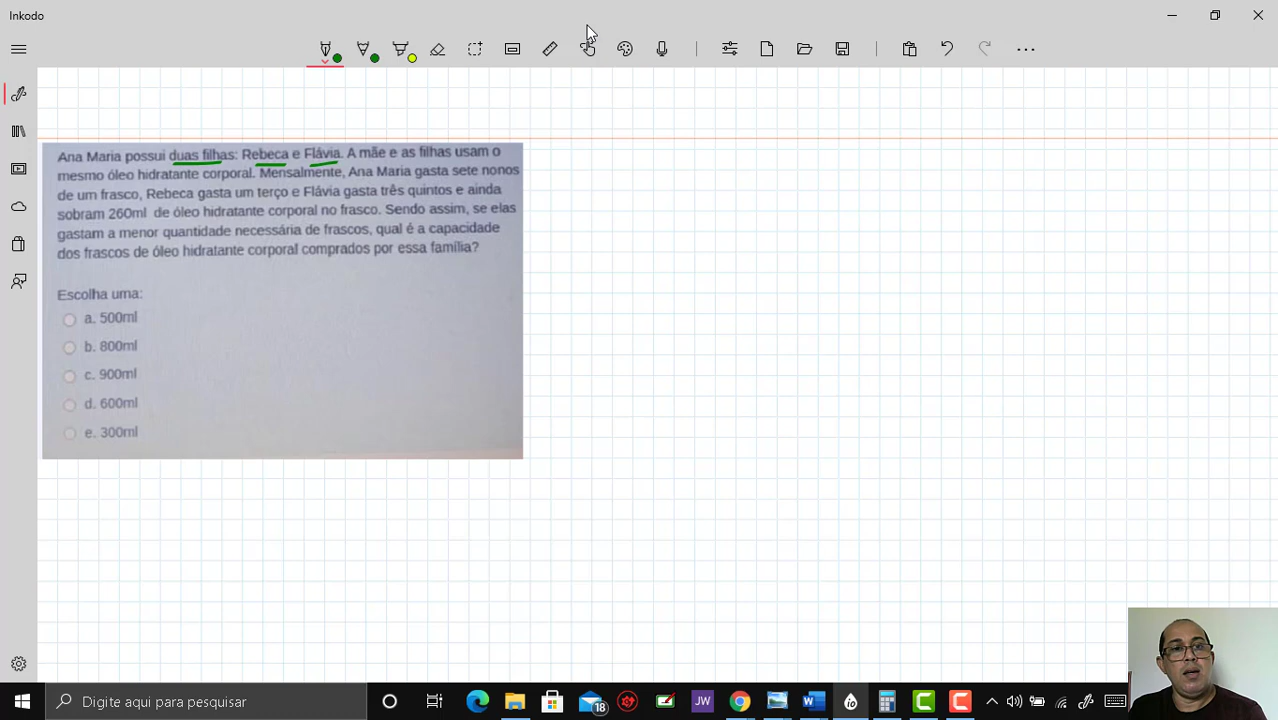 Inkodo
Ana Maria possui duas filhas: Rebeca e Flávia. A mãe e as filhas usam o
mesmo óleo hidratante corporal. Mensalmente, Ana Maria gasta sete nonos
de um frasco, Rebeca gasta um terço e Flávia gasta três quintos e ainda
sobram 260ml de óleo hidratante corporal no frasco. Sendo assim, se elas
gastam a menor quantidade necessária de frascos, qual é a capacidade
dos frascos de óleo hidratante corporal comprados por essa família?
Escolha uma:
a. 500ml
b. 800ml
c. 900ml
d. 600ml
e. 300ml
Digite aqui para pesquisar
18
JW